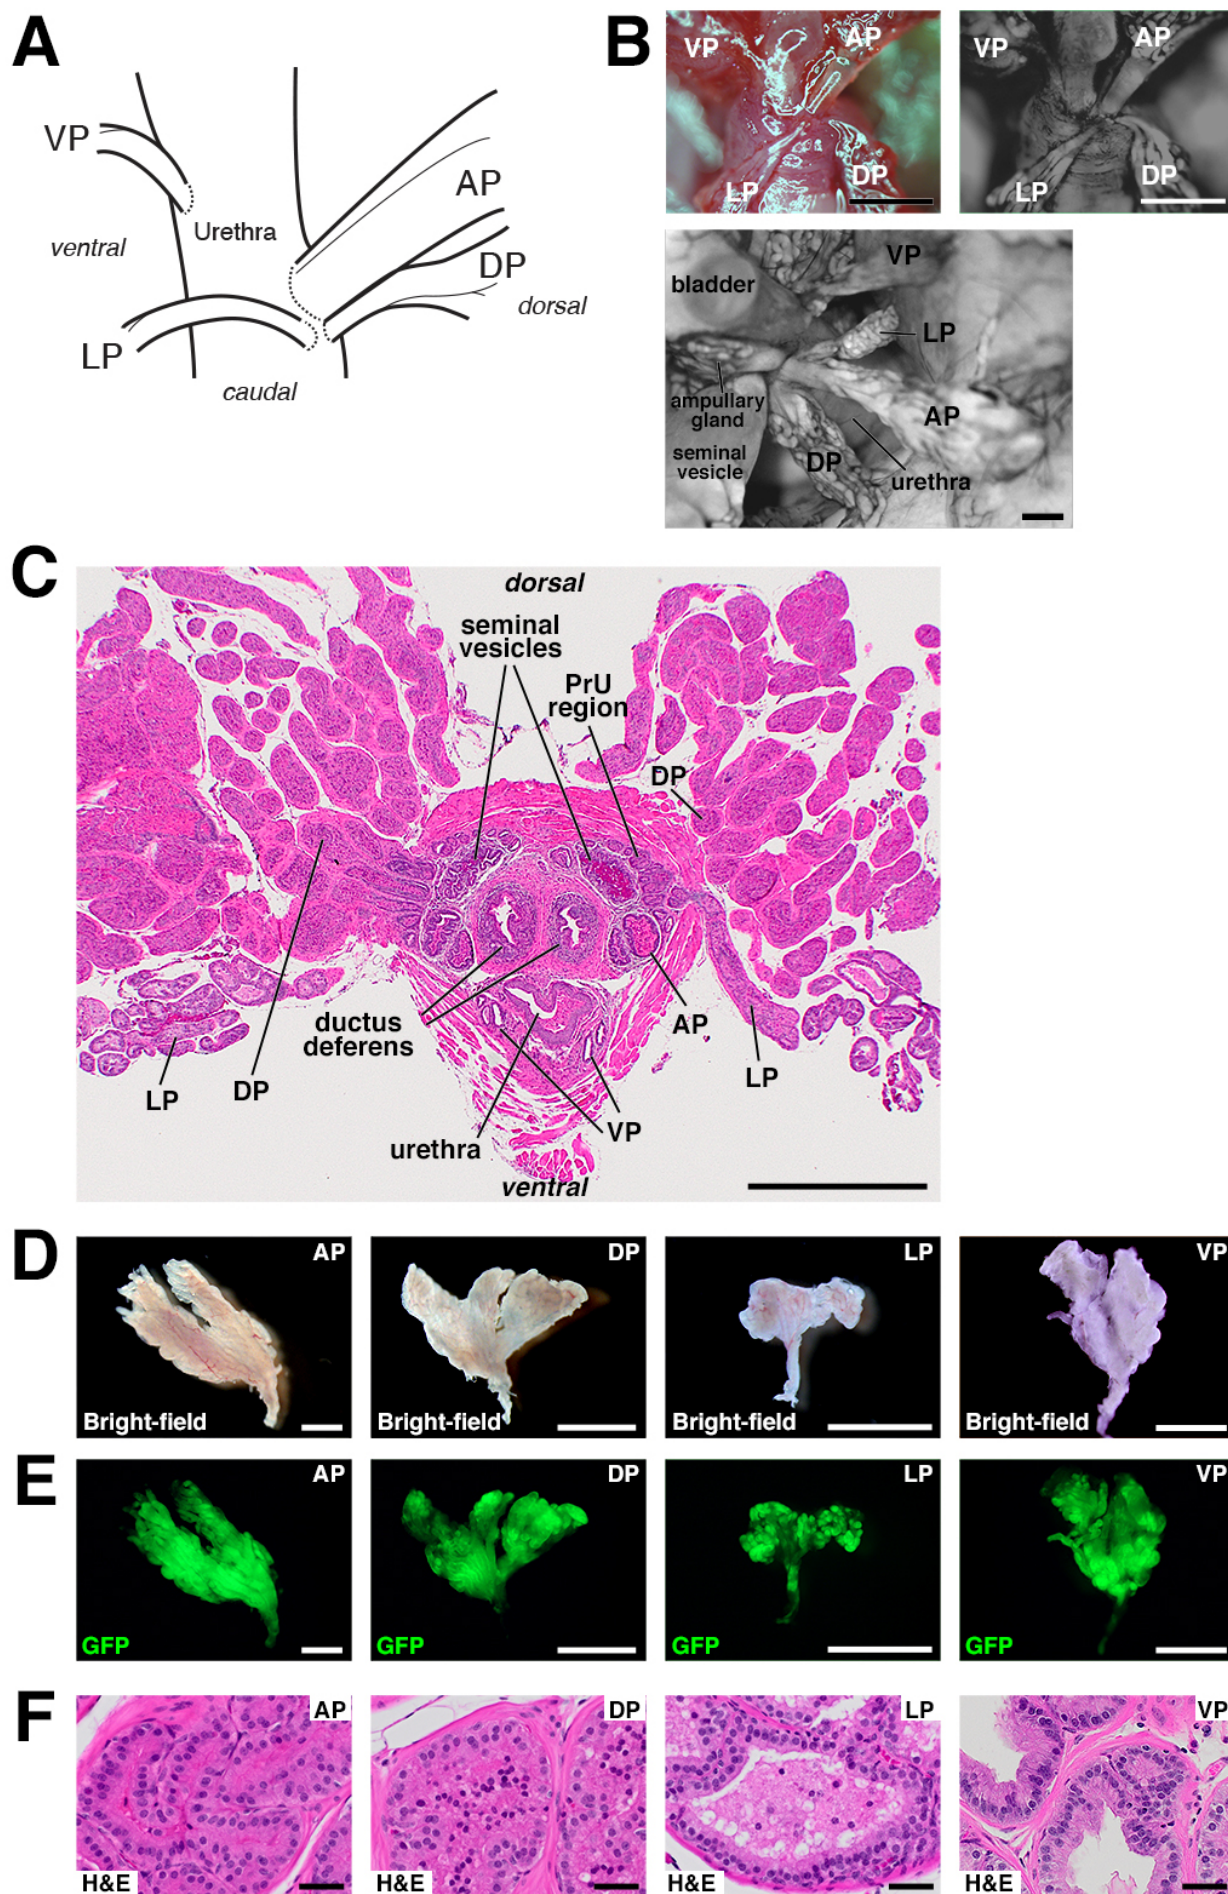 A
VP
AP
Urethra
ventral
DP
dorsal
LP
caudal
B
VP
AP
LP
DP
VP
AP
LP
DP
VP
bladder
LP
ampullary
gland
AP
seminal
vesicle
DP
urethra
C
dorsal
seminal
vesicles
PrU
region
DP
ductus
deferens
AP
LP
DP
LP
VP
urethra
ventral
D
AP
Bright-field
DP
Bright-field
LP
Bright-field
VP
Bright-field
E
AP
GFP
DP
GFP
LP
GFP
VP
GFP
F
AP
H&E
DP
H&E
LP
H&E
VP
H&E